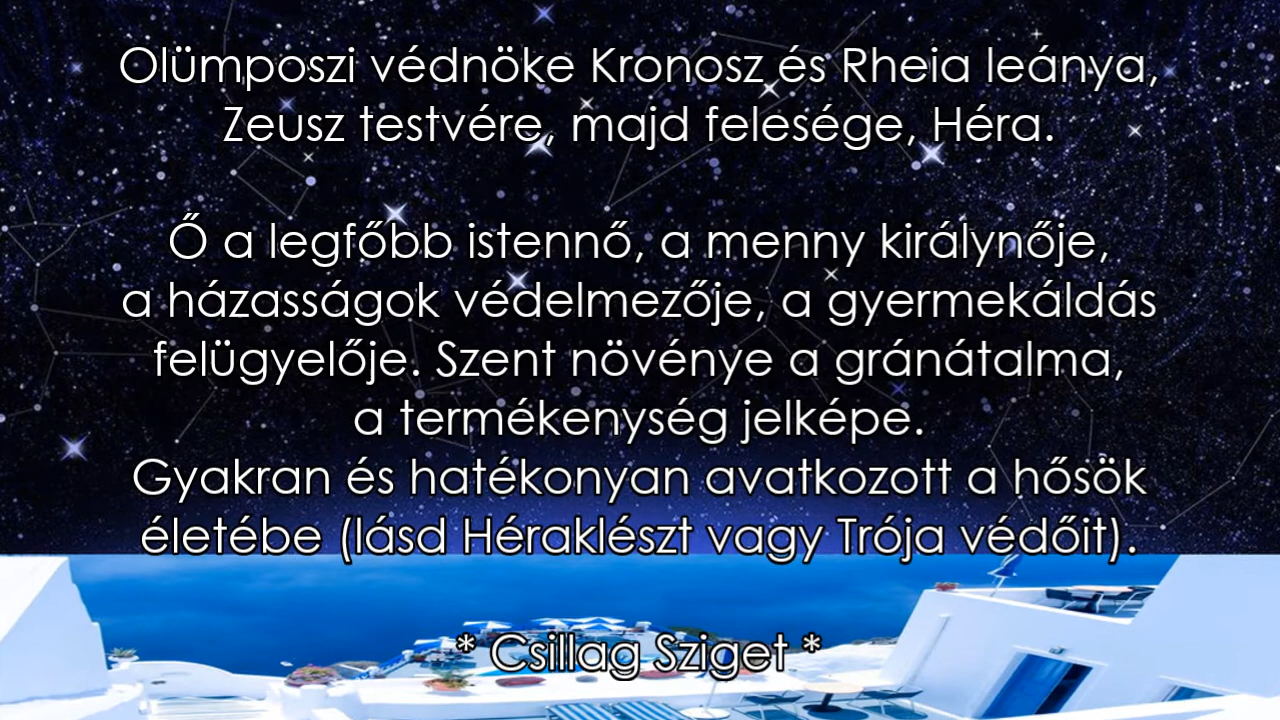 Olümposzi védnöke Kronosz és Rheia leánya,
Zeusz testvére, majd felesége, Héra.
Ő a legfőbb istennő, a menny királynője,
a házasságok védelmezője, a gyermekáldás
felügyelője. Szent növénye a gránátalma,
a termékenység jelképe.
Gyakran és hatékonyan avatkozott a hősök
életébe (lásd Héraklészt vagy Trója védőit).
* Csillag Sziget *